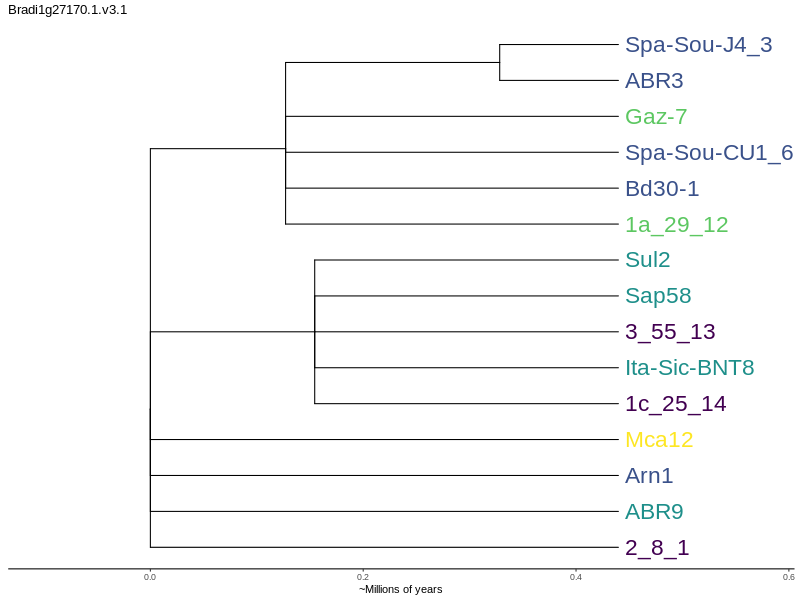 Bradi1g27170.1.v3.1
Spa-Sou-J4_3
ABR3
Gaz-7
Spa-Sou-CU1_6
Bd30-1
1a_29_12
Sul2
Sap58
3_55_13
Ita-Sic-BNT8
1c_25_14
Mca12
Arn1
ABR9
2_8_1
0.0 0.2 0.4 0.6
~Millions of years